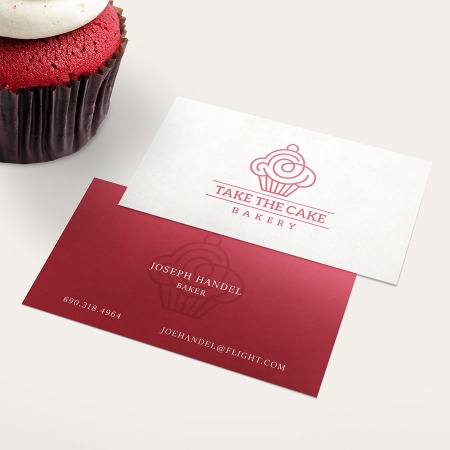 TAKE THE CAKE
BAKERY
JOSEPH HANDEL
BAKER
690.318.4964
JOEHANDEL@FLIGHT.COM